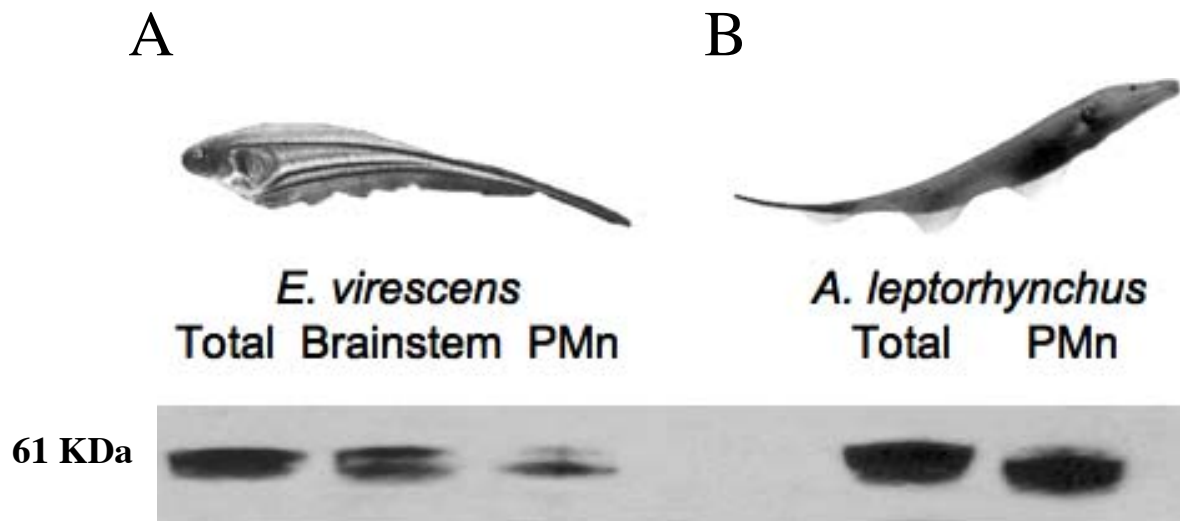 A
B
E. virescens
A. leptorhynchus
Total Brainstem PMn
Total PMn
61 KDa